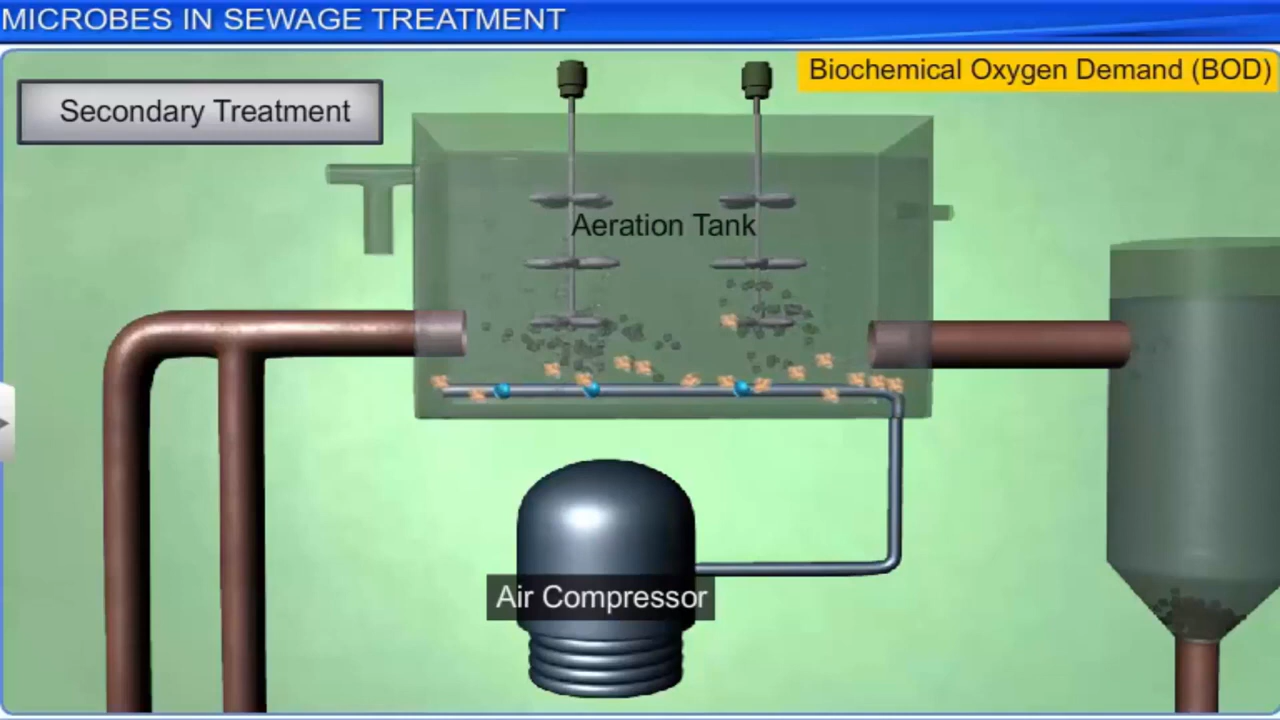 MICROBES IN SEWAGE TREATMENT
Biochemical Oxygen Demand (BOD)
Secondary Treatment
Aeration Tank
Air Compressor